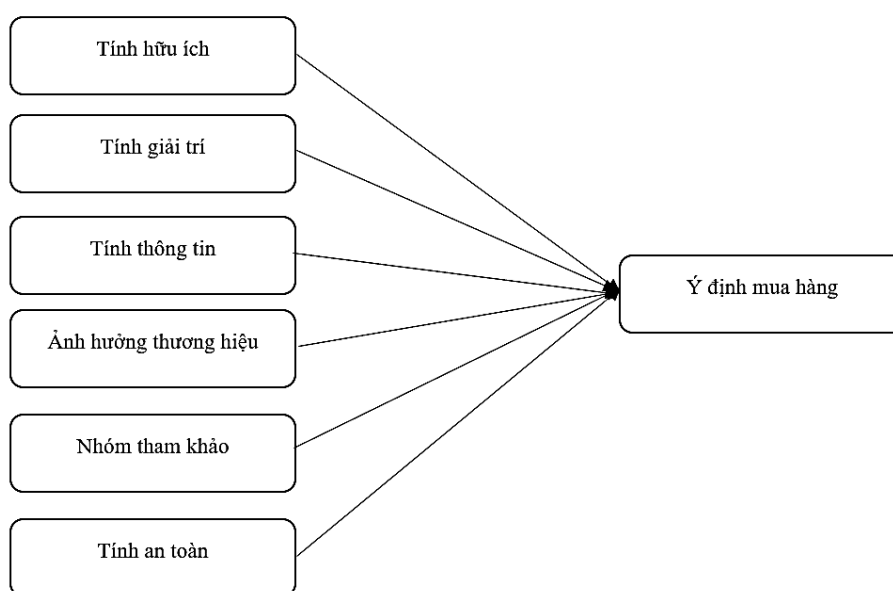 Tính hữu ích
Tính giải trí
Tính thông tin
Ảnh hưởng thương hiệu
Nhóm tham khảo
Tính an toàn
Ý định mua hàng